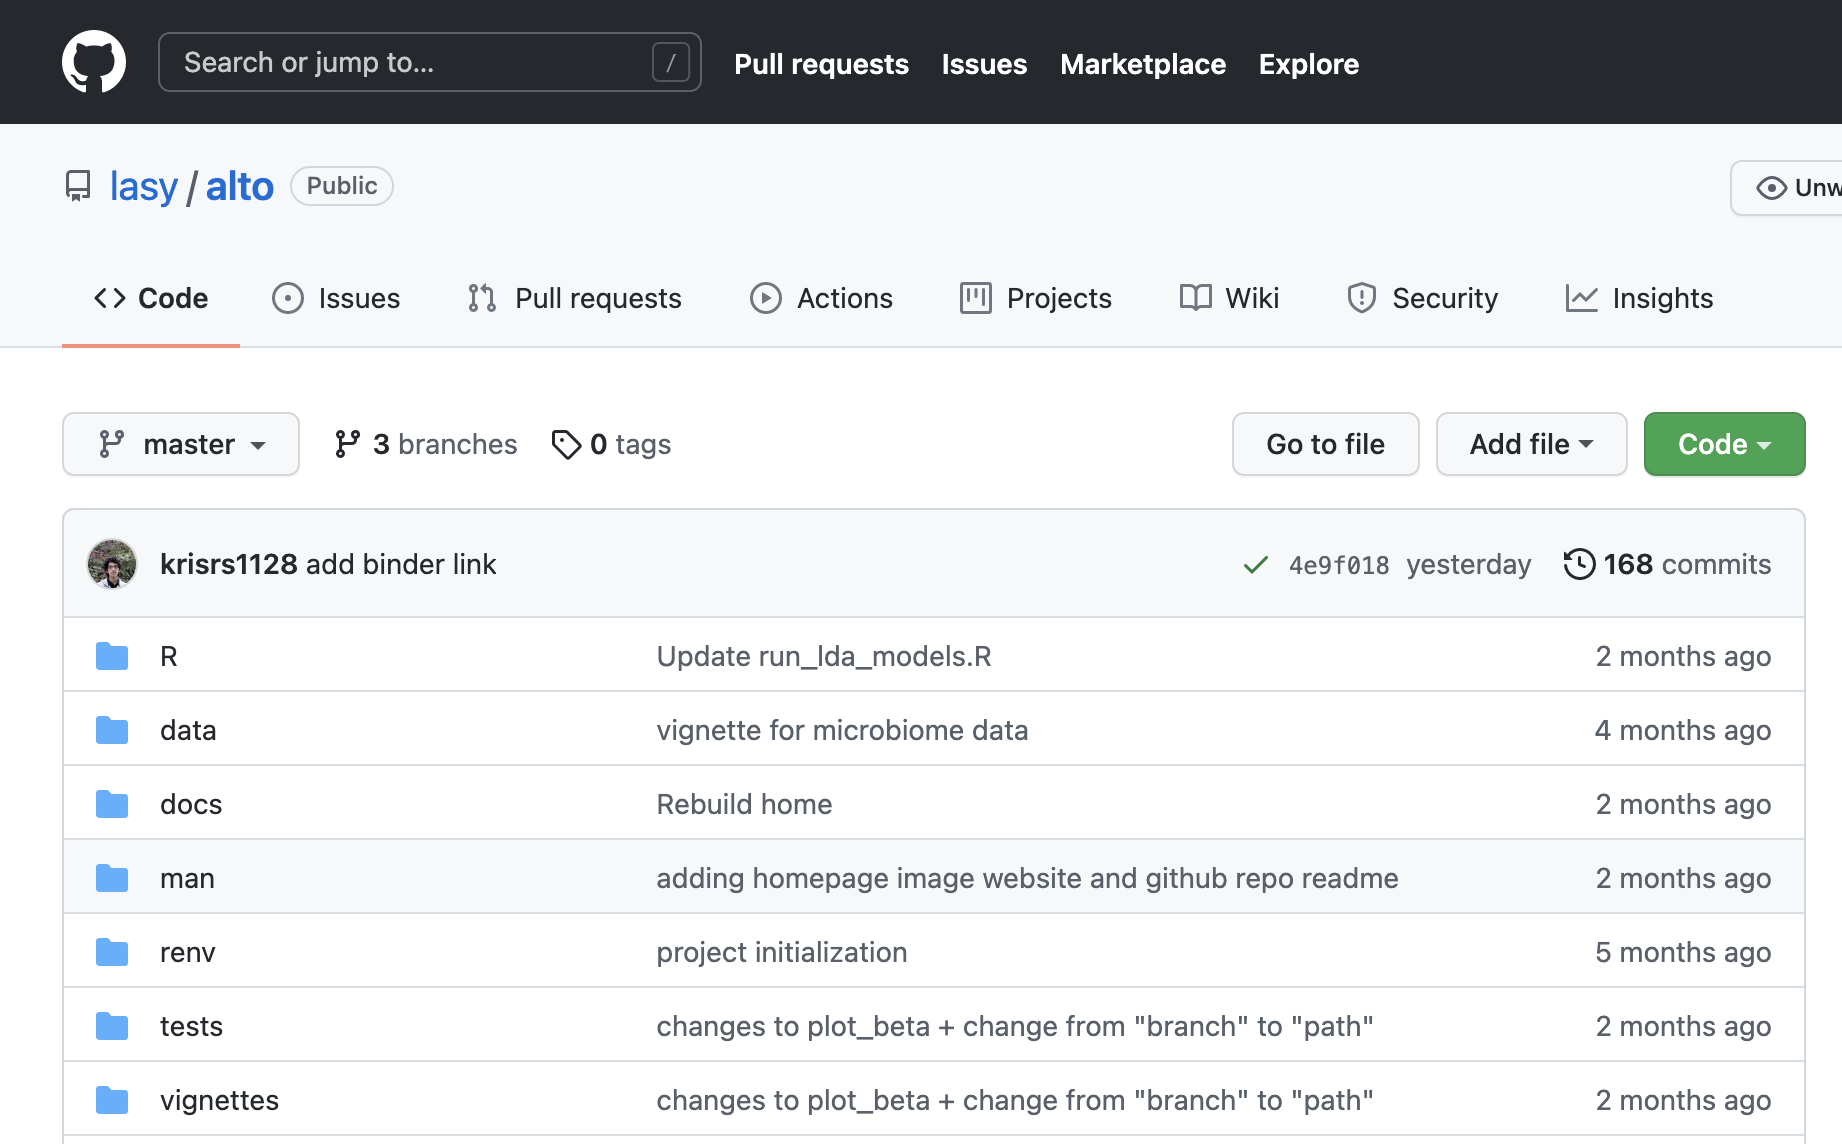 Search or jump to... /
Pull requests Issues Marketplace Explore
lasy / alto Public
Unw
Code Issues Pull requests Actions Projects Wiki Security Insights
master 3 branches 0 tags Go to file Add file Code
krisrs1128 add binder link 4e9f018 yesterday 168 commits
R Update run_lda_models.R 2 months ago
data vignette for microbiome data 4 months ago
docs Rebuild home 2 months ago
man adding homepage image website and github repo readme 2 months ago
renv project initialization 5 months ago
tests changes to plot_beta + change from "branch" to "path" 2 months ago
vignettes changes to plot_beta + change from "branch" to "path" 2 months ago